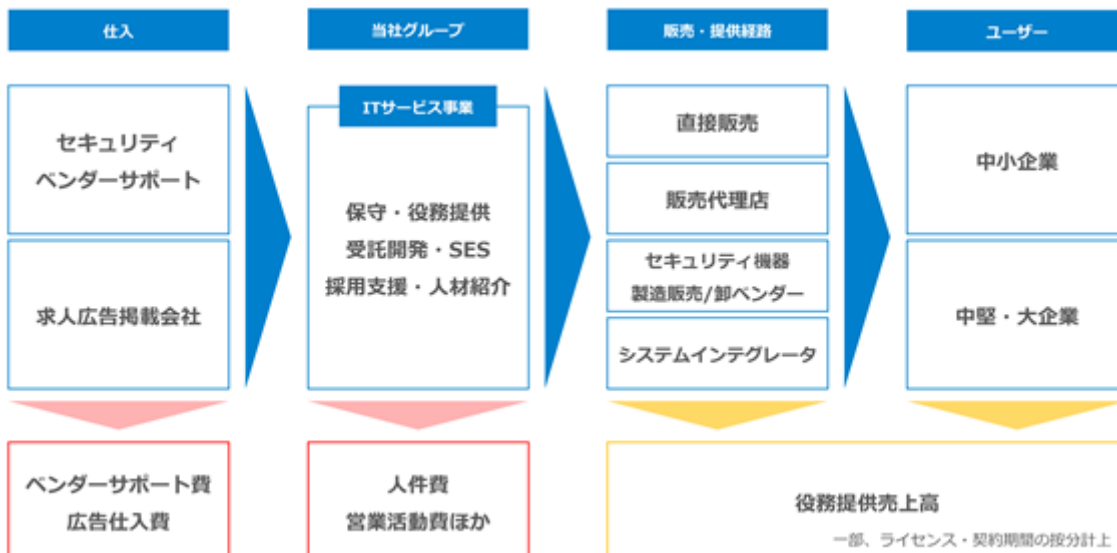 仕入
当社グループ
販売・提供経路
ユーザー
セキュリティ
ベンダーサポート
求人広告掲載会社
ITサービス事業
保守・役務提供
受託開発・SES
採用支援・人材紹介
直接販売
販売代理店
セキュリティ機器
製造販売/卸ベンダー
システムインテグレータ
中小企業
中堅・大企業
ベンダーサポート費
広告仕入費
人件費
営業活動費ほか
役務提供売上高
一部、ライセンス・契約期間の按分計上